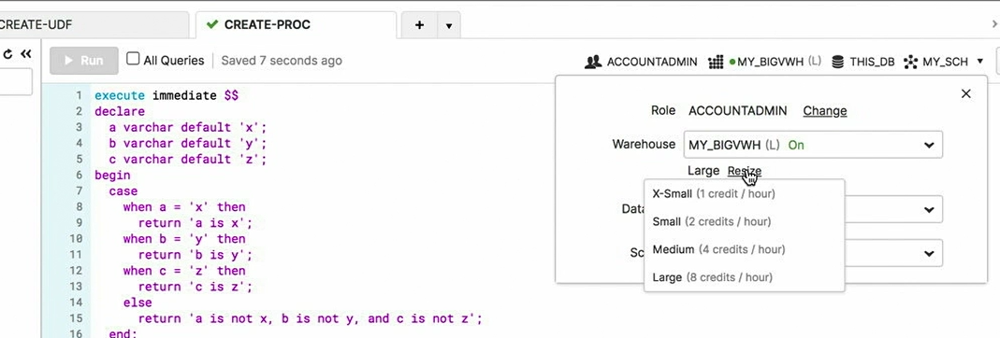 CREATE-UDF
CREATE-PROC
+
Run
All Queries
Saved 7 seconds ago
ACCOUNTADMIN
MY_BIGVWH (L)
THIS_DB
MY_SCH
1 execute immediate $$
2 declare
3 a varchar default 'x';
4 b varchar default 'y';
5 c varchar default 'z';
6 begin
7 case
8 when a = 'x' then
9 return 'a is x';
10 when b = 'y' then
11 return 'b is y';
12 when c = 'z' then
13 return 'c is z';
14 else
15 return 'a is not x, b is not y, and c is not z';
16 end;
Role ACCOUNTADMIN Change
Warehouse MY_BIGVWH (L) On
Large Resize
X-Small (1 credit / hour)
Small (2 credits / hour)
Medium (4 credits / hour)
Large (8 credits / hour)
Data
Sc